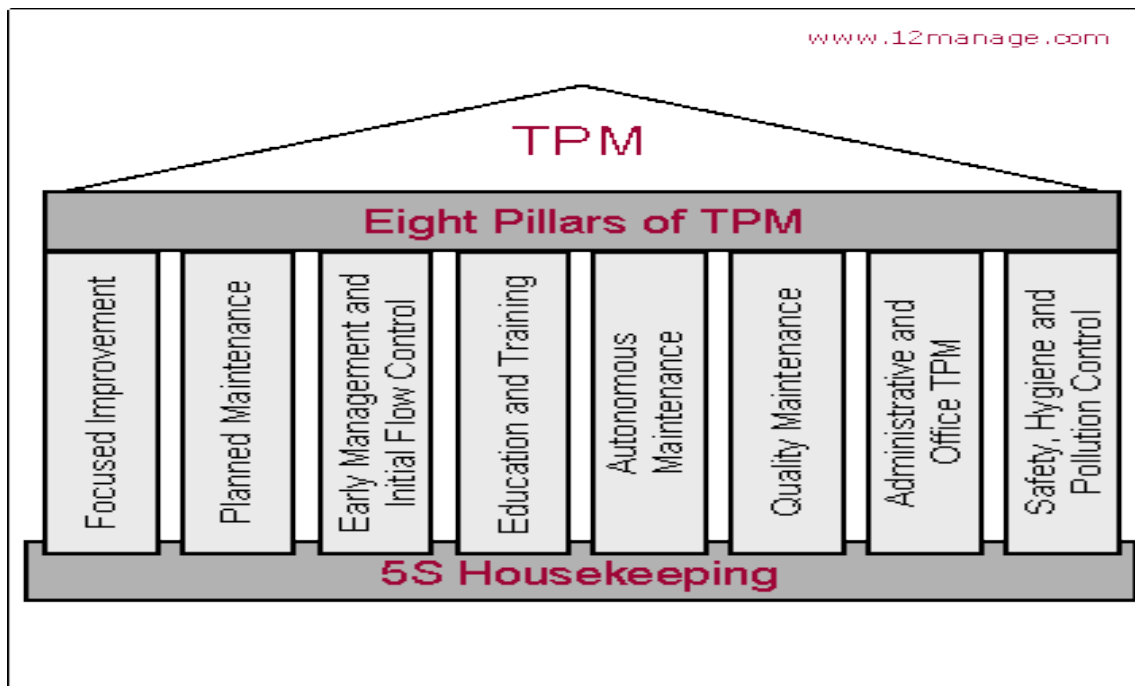 www.12manage.com
TPM
Eight Pillars of TPM
Focused Improvement
Planned Maintenance
Early Management and
Initial Flow Control
Education and Training
Autonomous
Maintenance
Quality Maintenance
Administrative and
Office TPM
Safety, Hygiene and
Pollution Control
5S Housekeeping